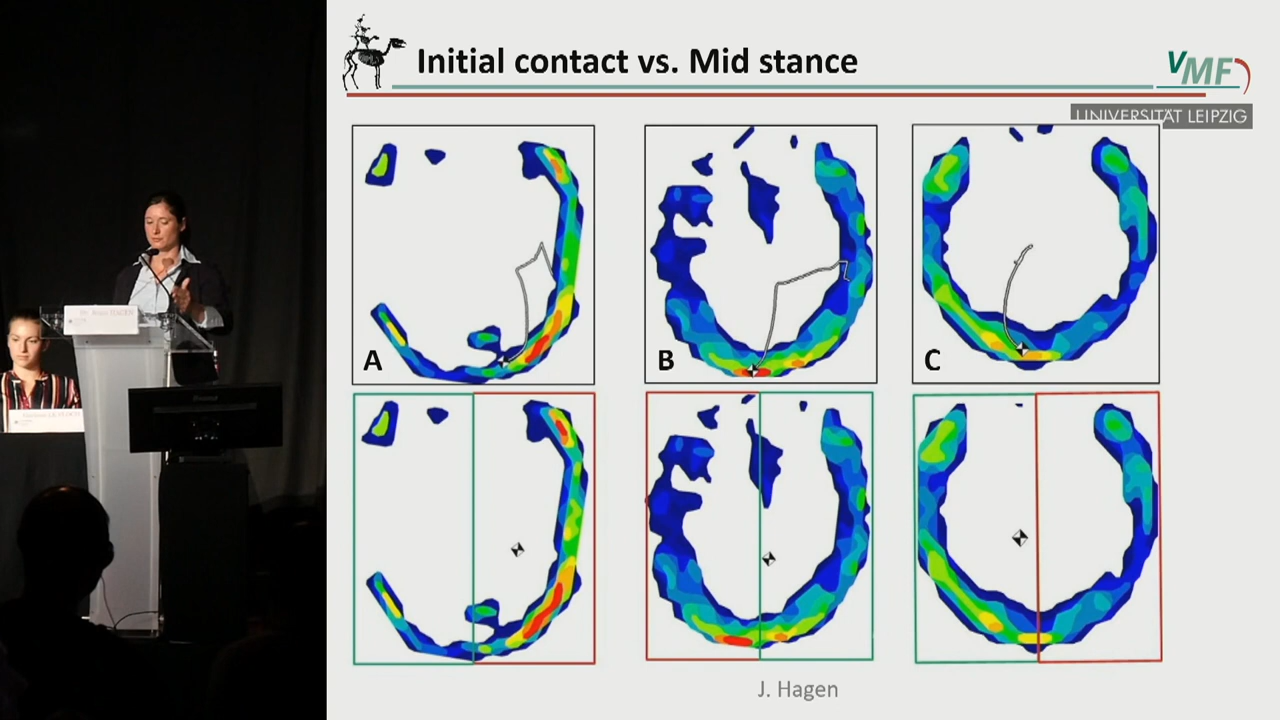 Initial contact vs. Mid stance
VMF
UNIVERSITÄT LEIPZIG
A
B
C
J. Hagen